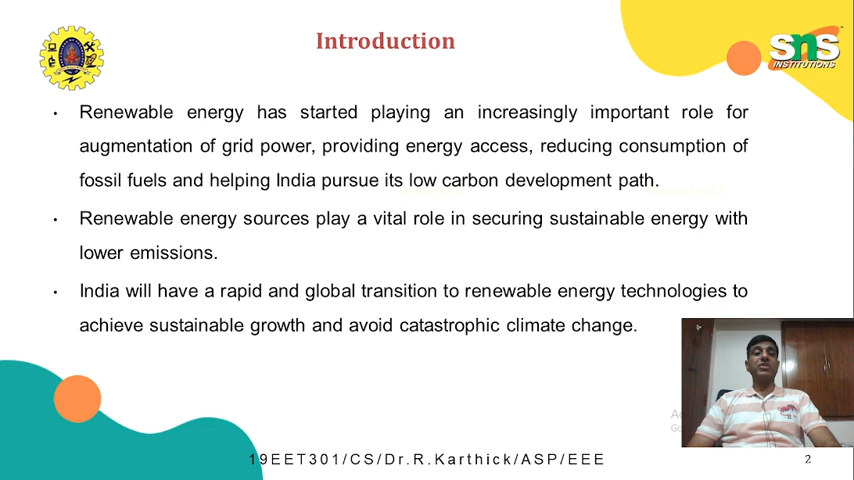 Introduction
SNS
INSTITUTIONS
• Renewable energy has started playing an increasingly important role for
augmentation of grid power, providing energy access, reducing consumption of
fossil fuels and helping India pursue its low carbon development path.
• Renewable energy sources play a vital role in securing sustainable energy with
lower emissions.
• India will have a rapid and global transition to renewable energy technologies to
achieve sustainable growth and avoid catastrophic climate change.
19EET301/CS/Dr.R.Karthick/ASP/EEE
2